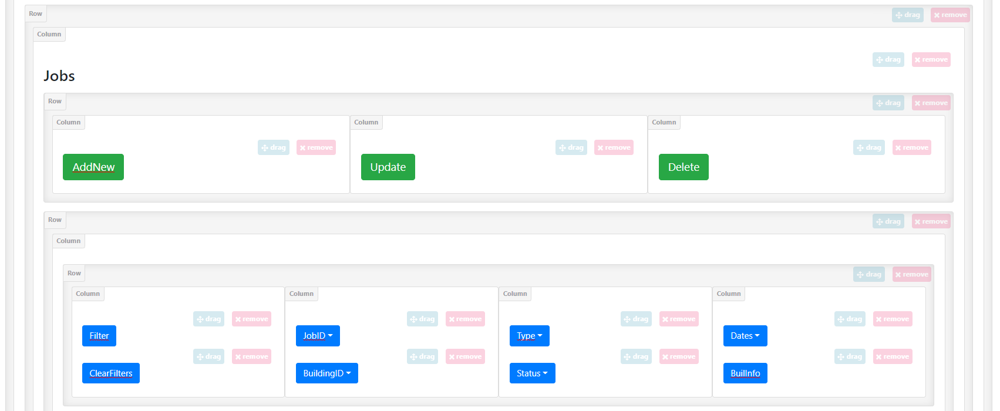 Row drag remove
Column
drag remove
Jobs
Row drag remove
Column Column Column
drag remove drag remove drag remove
AddNew Update Delete
Row drag remove
Column
Row drag remove
Column Column Column Column
drag remove drag remove drag remove drag remove
Filter JobID Type Dates
drag remove drag remove drag remove drag remove
ClearFilters BuildingID Status BuilInfo